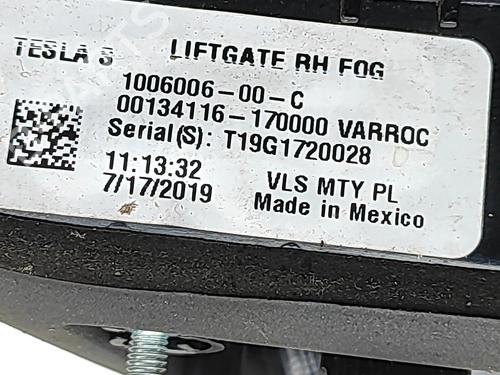 TESLA S LIFTGATE RH FOG
1006006-00-C
00134116-170000 VARROC
Serial(S): T19G1720028
11:13:32
7/17/2019
VLS MTY PL
Made in Mexico